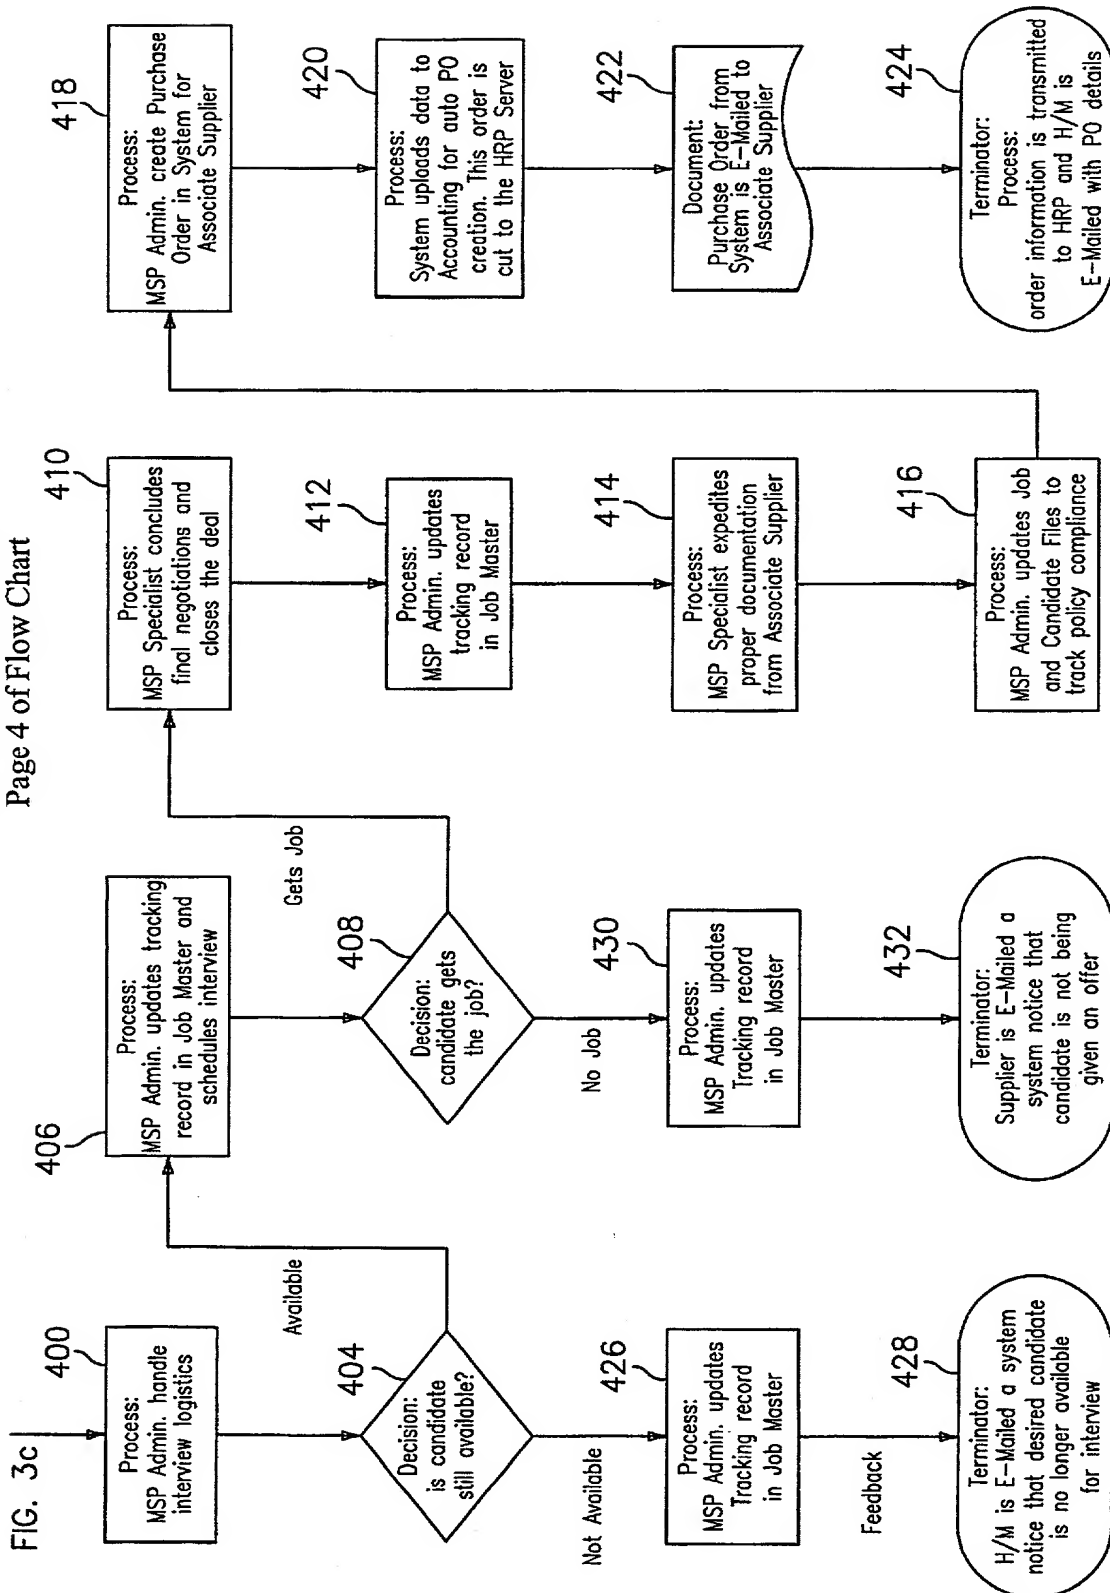 Page 4 of Flow Chart
FIG. 3c
400
Process:
MSP Admin. handle
interview logistics
404
Decision:
is candidate
still available?
Available
Not Available
426
Process:
MSP Admin. updates
Tracking record
in Job Master
Feedback
428
Terminator:
H/M is E-Mailed a system
notice that desired candidate
is no longer available
for interview
406
Process:
MSP Admin. updates tracking
record in Job Master and
schedules interview
408
Decision:
candidate gets
the job?
Gets Job
No Job
430
Process:
MSP Admin. updates
Tracking record
in Job Master
432
Terminator:
Supplier is E-Mailed a
system notice that
candidate is not being
given an offer
410
Process:
MSP Specialist concludes
final negotiations and
closes the deal
412
Process:
MSP Admin. updates
tracking record
in Job Master
414
Process:
MSP Specialist expedites
proper documentation
from Associate Supplier
416
Process:
MSP Admin. updates Job
and Candidate Files to
track policy compliance
418
Process:
MSP Admin. create Purchase
Order in System for
Associate Supplier
420
Process:
System uploads data to
Accounting for auto PO
creation. This order is
cut to the HRP Server
422
Document:
Purchase Order from
System is E-Mailed to
Associate Supplier
424
Terminator:
Process:
order information is transmitted
to HRP and H/M is
E-Mailed with PO details